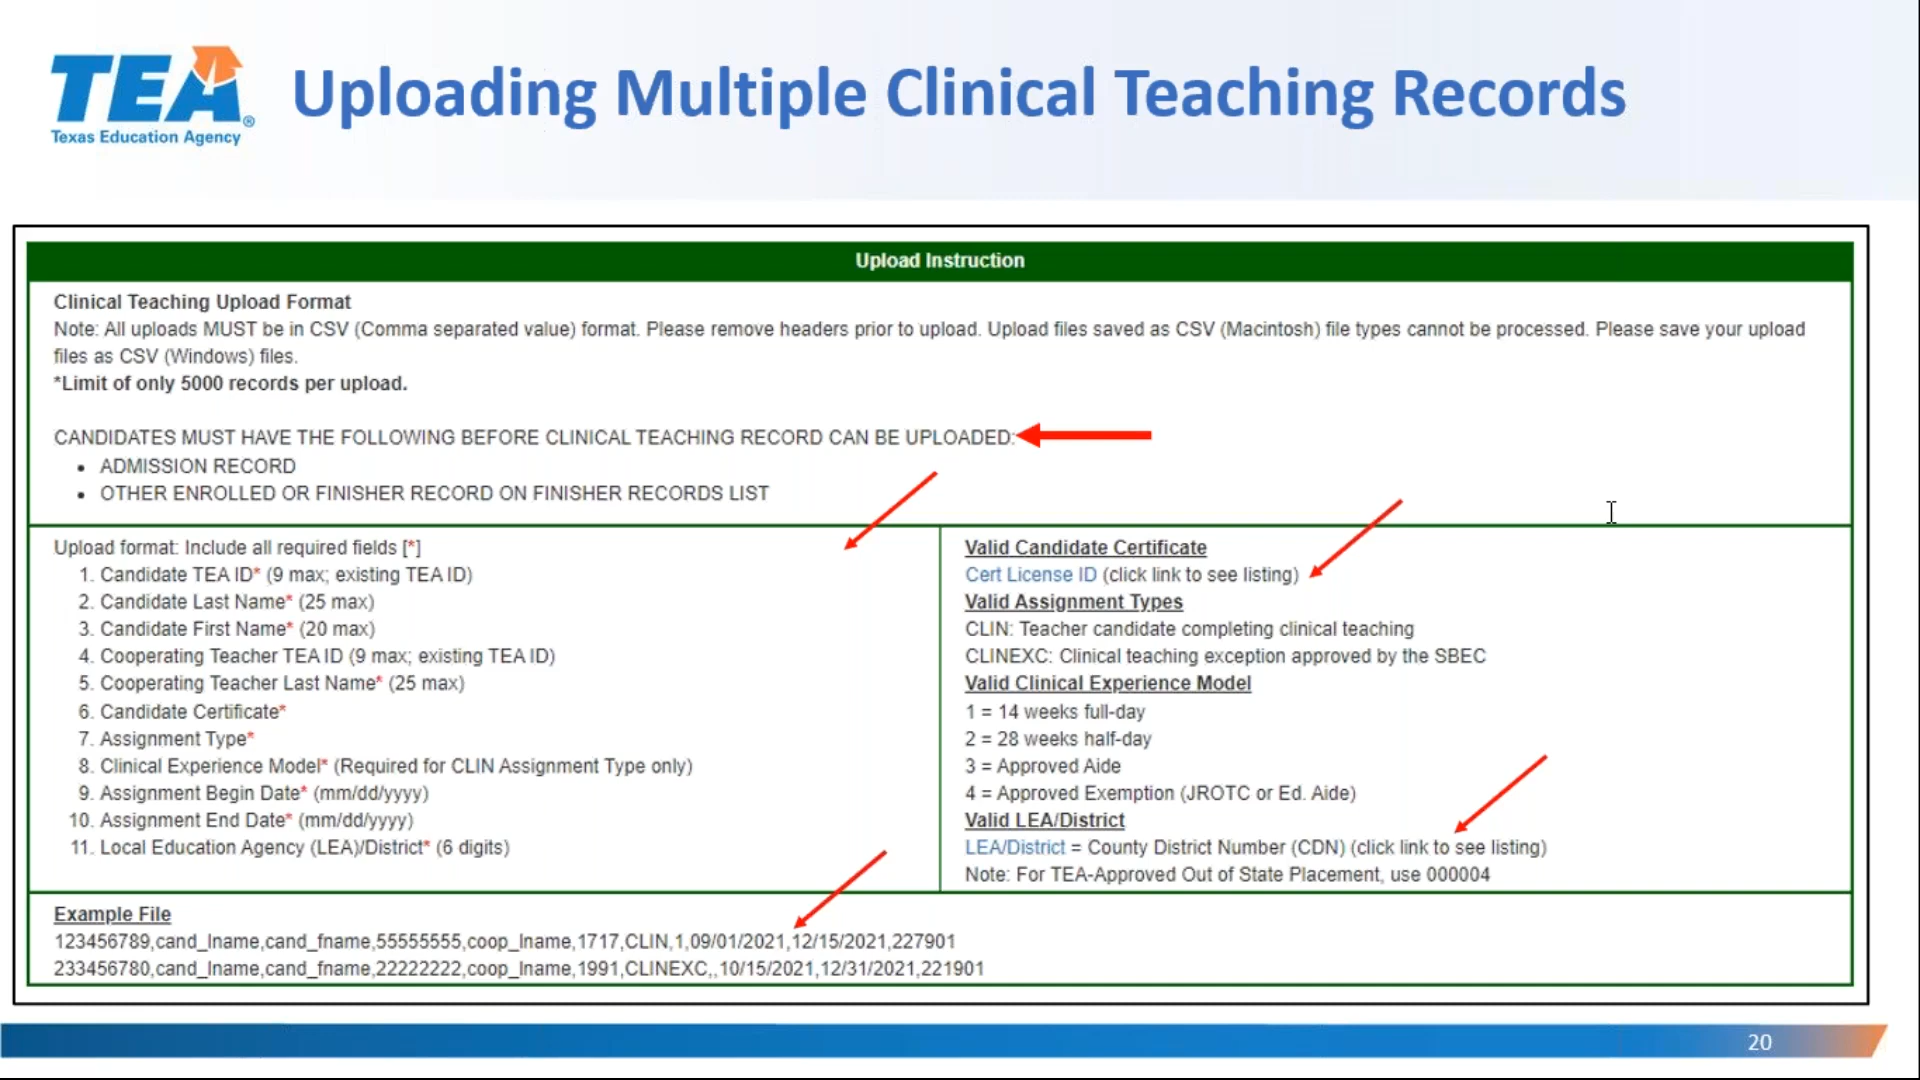 TEA®
Texas Education Agency
Uploading Multiple Clinical Teaching Records
Upload Instruction
Clinical Teaching Upload Format
Note: All uploads MUST be in CSV (Comma separated value) format. Please remove headers prior to upload. Upload files saved as CSV (Macintosh) file types cannot be processed. Please save your upload
files as CSV (Windows) files.
*Limit of only 5000 records per upload.
CANDIDATES MUST HAVE THE FOLLOWING BEFORE CLINICAL TEACHING RECORD CAN BE UPLOADED:
• ADMISSION RECORD
• OTHER ENROLLED OR FINISHER RECORD ON FINISHER RECORDS LIST
Upload format: Include all required fields [*]
1. Candidate TEA ID* (9 max; existing TEA ID)
2. Candidate Last Name* (25 max)
3. Candidate First Name* (20 max)
4. Cooperating Teacher TEA ID (9 max; existing TEA ID)
5. Cooperating Teacher Last Name* (25 max)
6. Candidate Certificate*
7. Assignment Type*
8. Clinical Experience Model* (Required for CLIN Assignment Type only)
9. Assignment Begin Date* (mm/dd/yyyy)
10. Assignment End Date* (mm/dd/yyyy)
11. Local Education Agency (LEA)/District* (6 digits)
Valid Candidate Certificate
Cert License ID (click link to see listing)
Valid Assignment Types
CLIN: Teacher candidate completing clinical teaching
CLINEXC: Clinical teaching exception approved by the SBEC
Valid Clinical Experience Model
1 = 14 weeks full-day
2 = 28 weeks half-day
3 = Approved Aide
4 = Approved Exemption (JROTC or Ed. Aide)
Valid LEA/District
LEA/District = County District Number (CDN) (click link to see listing)
Note: For TEA-Approved Out of State Placement, use 000004
Example File
123456789,cand_lname,cand_fname,55555555,coop_lname,1717,CLIN,1,09/01/2021,12/15/2021,227901
233456780,cand_lname,cand_fname,22222222,coop_lname,1991,CLINEXC,,10/15/2021,12/31/2021,221901
20